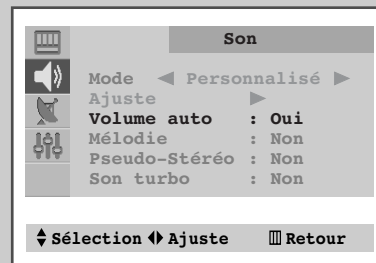 Son
Mode ◀ Personnalisé ▶
Ajuste ▶
Volume auto : Oui
Mélodie : Non
Pseudo-Stéréo : Non
Son turbo : Non
Sélection Ajuste Retour